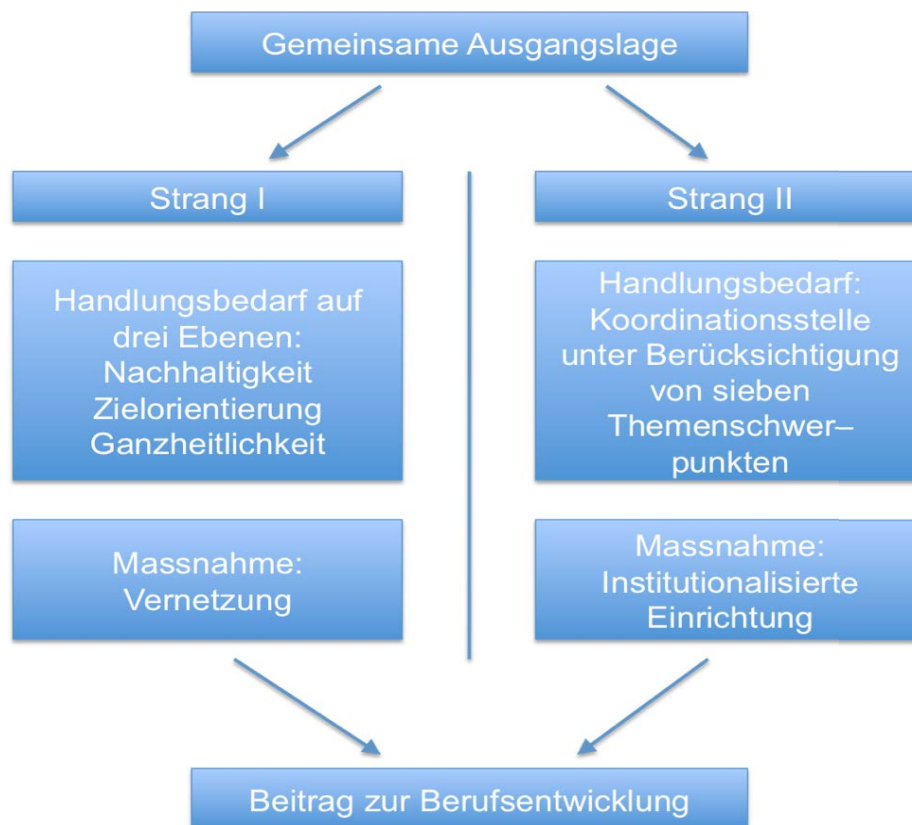 Gemeinsame Ausgangslage
Strang I
Handlungsbedarf auf
drei Ebenen:
Nachhaltigkeit
Zielorientierung
Ganzheitlichkeit
Massnahme:
Vernetzung
Strang II
Handlungsbedarf:
Koordinationsstelle
unter Berücksichtigung
von sieben
Themenschwer–
punkten
Massnahme:
Institutionalisierte
Einrichtung
Beitrag zur Berufsentwicklung